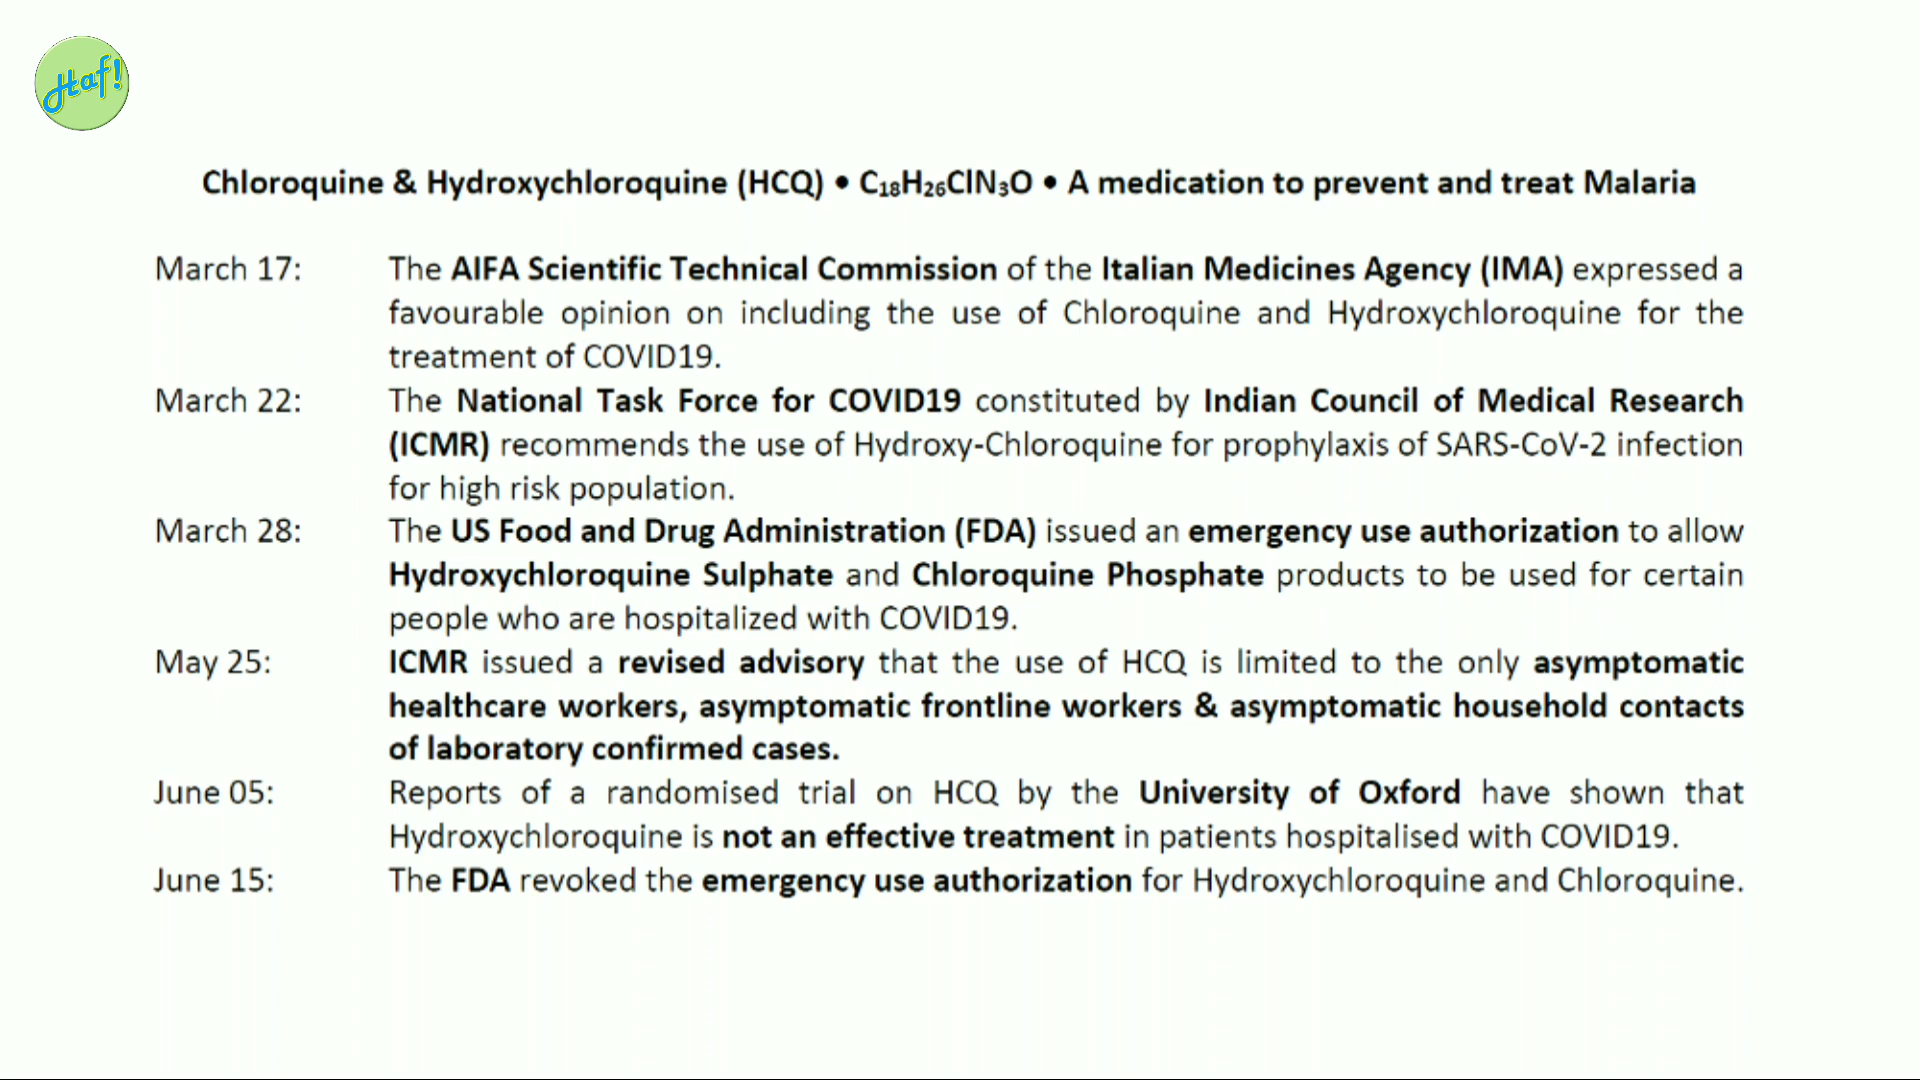 Haf!
Chloroquine & Hydroxychloroquine (HCQ) • C₁₈H₂₆ClN₃O • A medication to prevent and treat Malaria
March 17: The AIFA Scientific Technical Commission of the Italian Medicines Agency (IMA) expressed a
favourable opinion on including the use of Chloroquine and Hydroxychloroquine for the
treatment of COVID19.
March 22: The National Task Force for COVID19 constituted by Indian Council of Medical Research
(ICMR) recommends the use of Hydroxy-Chloroquine for prophylaxis of SARS-CoV-2 infection
for high risk population.
March 28: The US Food and Drug Administration (FDA) issued an emergency use authorization to allow
Hydroxychloroquine Sulphate and Chloroquine Phosphate products to be used for certain
people who are hospitalized with COVID19.
May 25: ICMR issued a revised advisory that the use of HCQ is limited to the only asymptomatic
healthcare workers, asymptomatic frontline workers & asymptomatic household contacts
of laboratory confirmed cases.
June 05: Reports of a randomised trial on HCQ by the University of Oxford have shown that
Hydroxychloroquine is not an effective treatment in patients hospitalised with COVID19.
June 15: The FDA revoked the emergency use authorization for Hydroxychloroquine and Chloroquine.